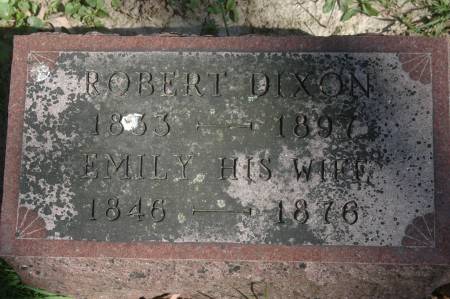 ROBERT DIXON
1833 — 1897
EMILY HIS WIFE
1846 — 1876